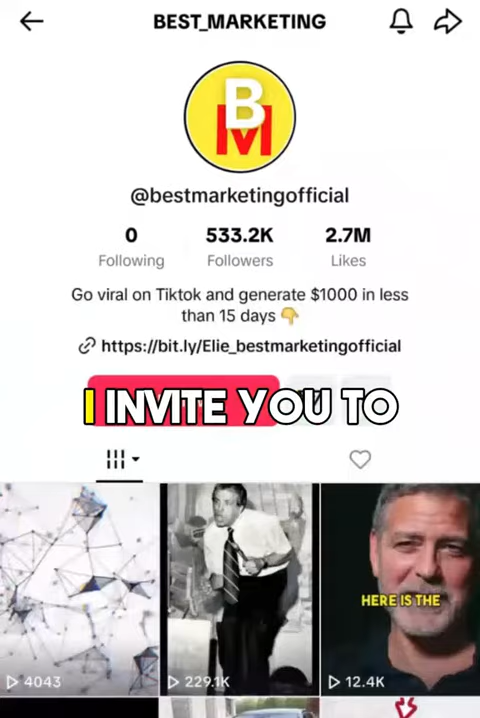 BEST_MARKETING
B
M
@bestmarketingofficial
0 533.2K 2.7M
Following Followers Likes
Go viral on Tiktok and generate $1000 in less
than 15 days 👇
https://bit.ly/Elie_bestmarketingofficial
I INVITE YOU TO
HERE IS THE
4043 229.1K 12.4K